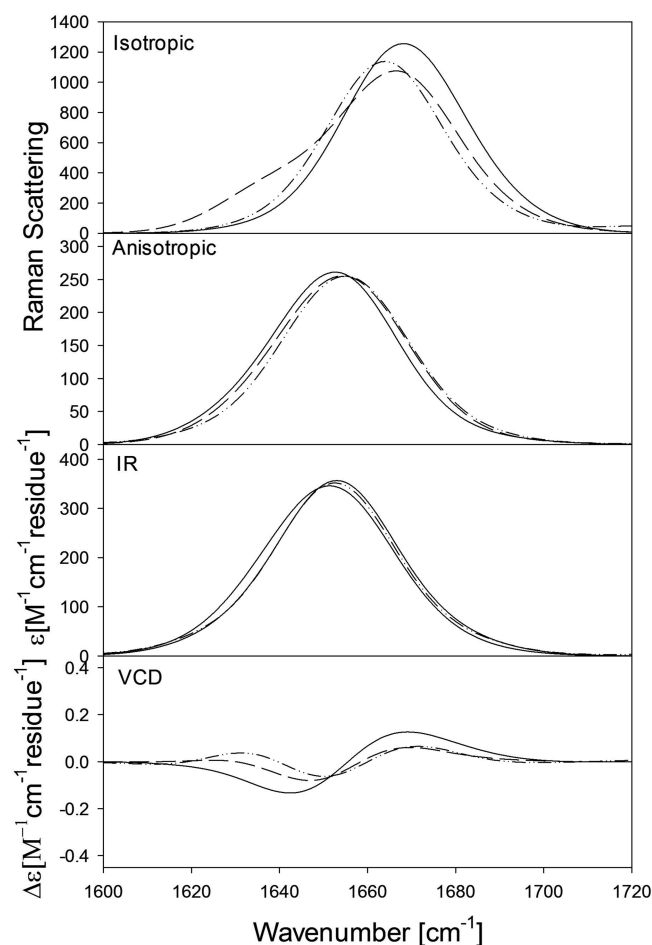 1400
Isotropic
1200
1000
800
600
400
200
0
Raman Scattering
300
Anisotropic
250
200
150
100
50
0
400
IR
300
200
100
0
ε[M⁻¹cm⁻¹residue⁻¹]
0.4
VCD
0.2
0.0
-0.2
-0.4
Δε[M⁻¹cm⁻¹residue⁻¹]
1600 1620 1640 1660 1680 1700 1720
Wavenumber [cm⁻¹]